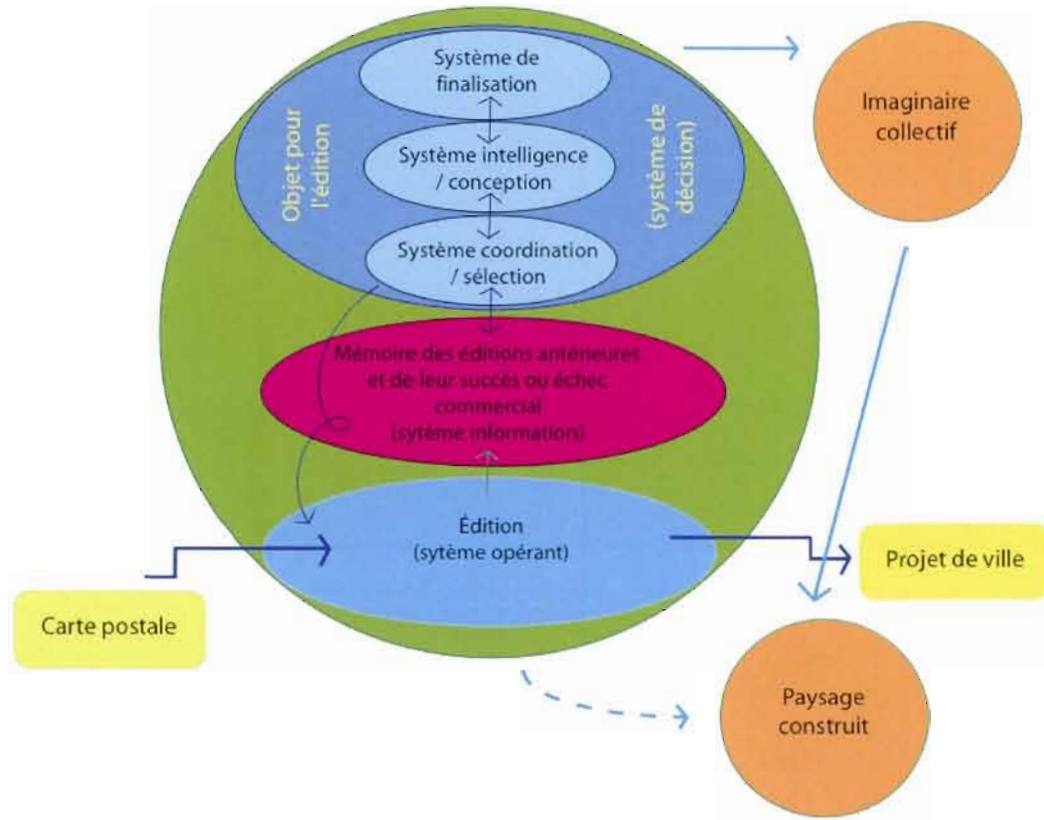 Système de
finalisation
Objet pour
l'édition
Système intelligence
/ conception
(système de
décision)
Système coordination
/ sélection
Imaginaire
collectif
Mémoire des éditions antérieures
et de leur succès ou échec
commercial
(sytème information)
Édition
(sytème opérant)
Carte postale
Projet de ville
Paysage
construit